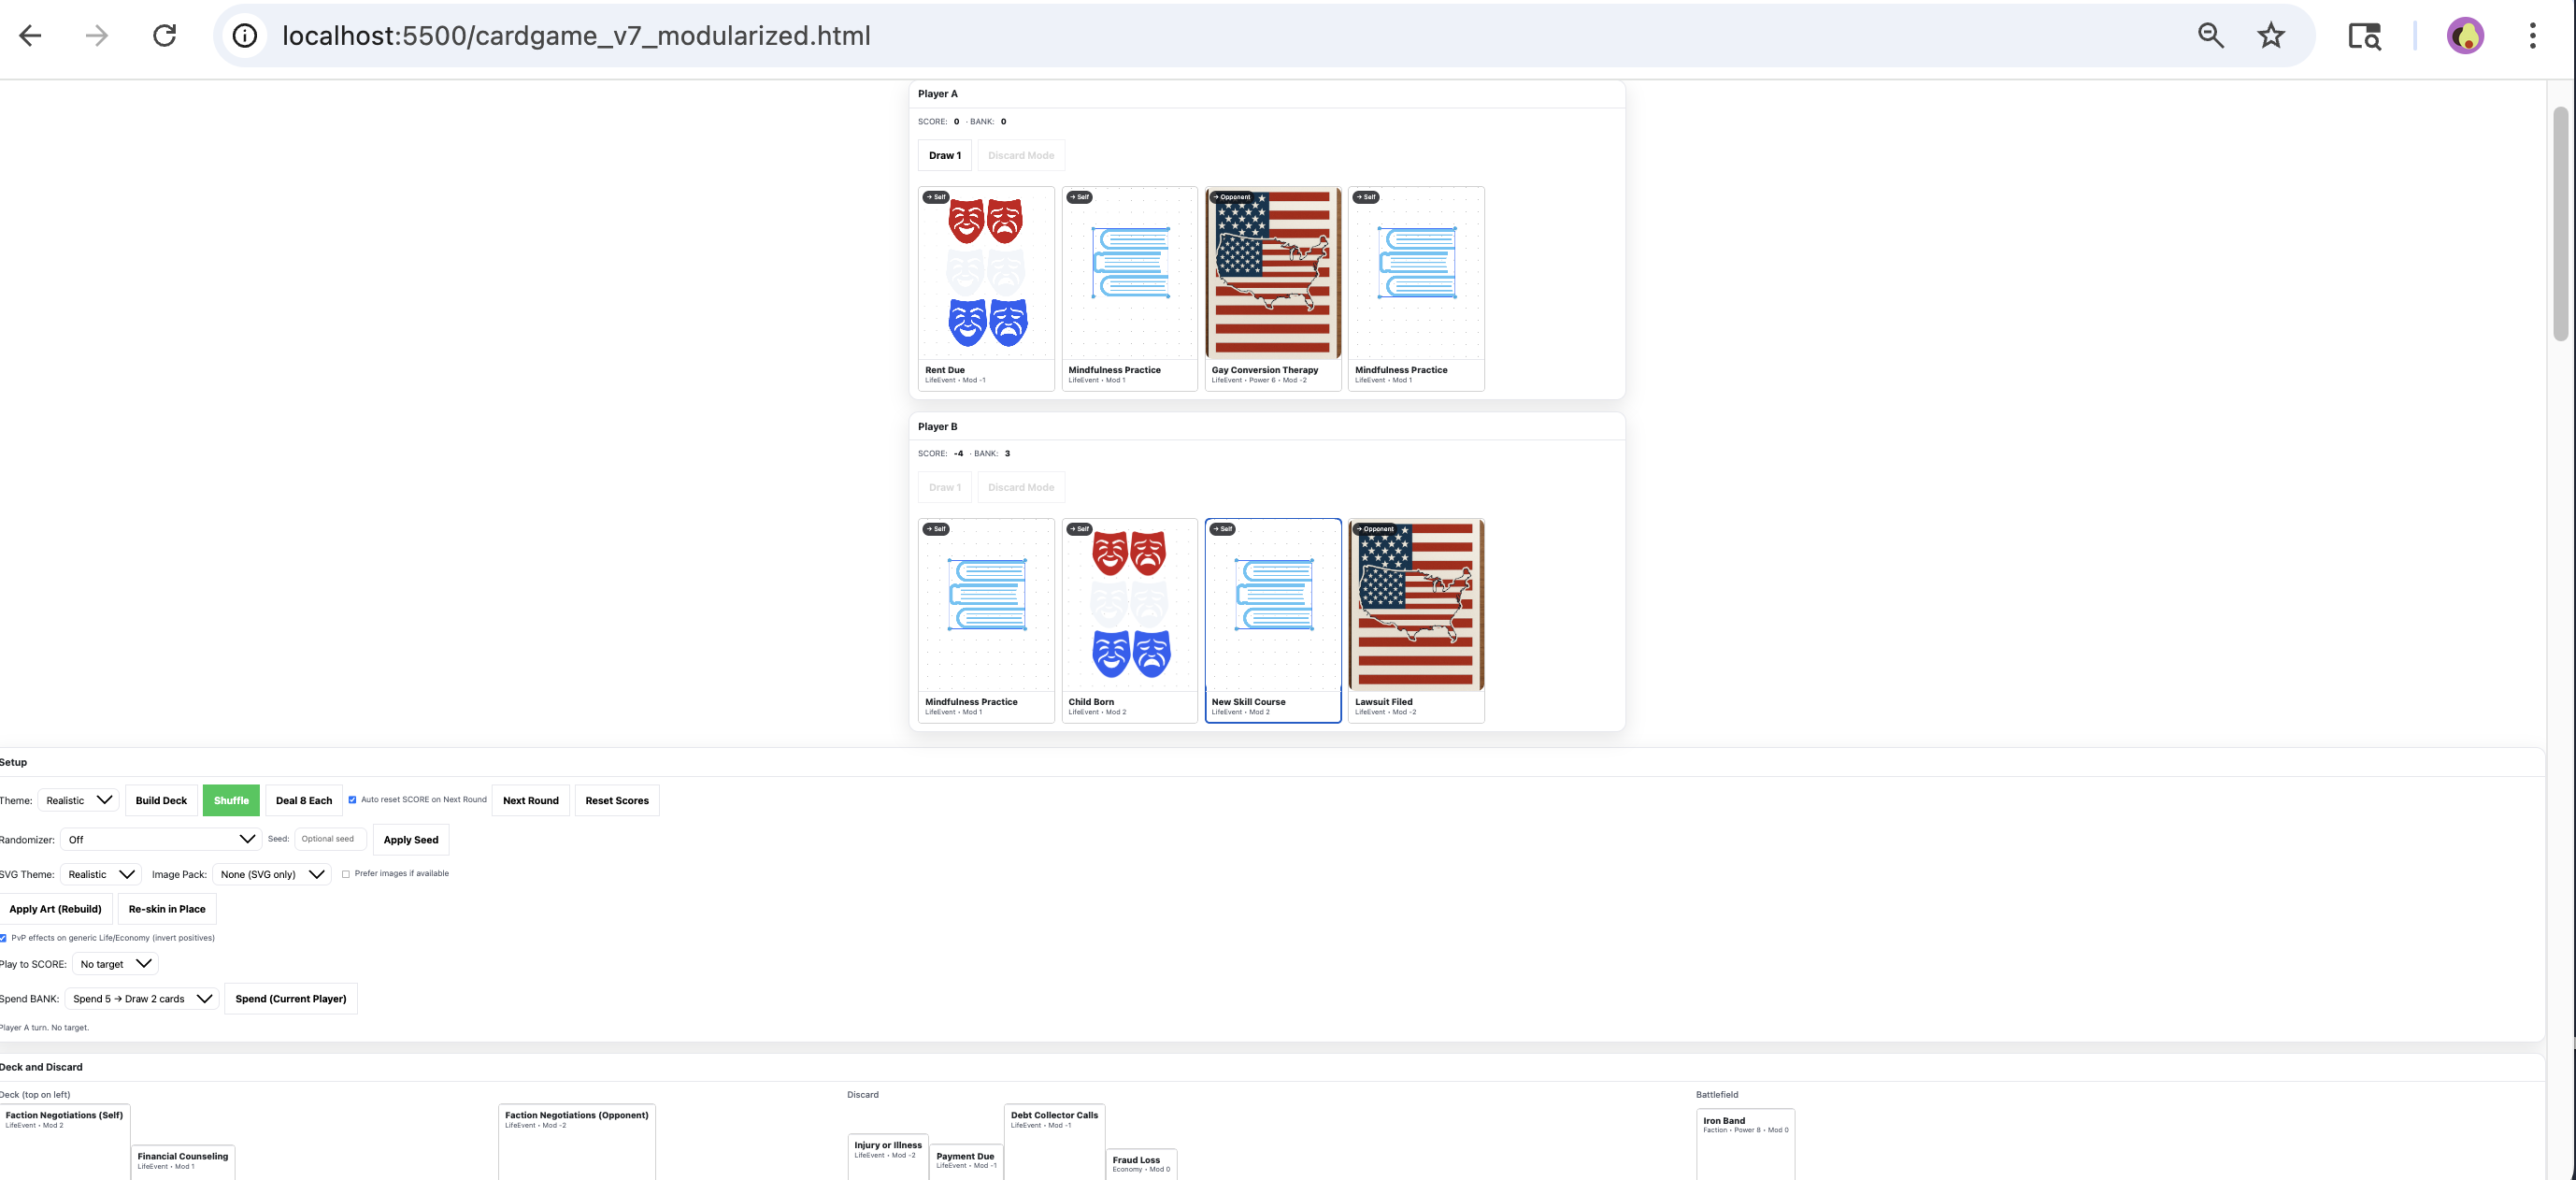 localhost:5500/cardgame_v7_modularized.html
Player A
SCORE: 0 · BANK: 0
Draw 1 Discard Mode
→ Self → Self → Opponent → Self
Rent Due Mindfulness Practice Gay Conversion Therapy Mindfulness Practice
LifeEvent • Mod -1 LifeEvent • Mod 1 LifeEvent • Power 6 • Mod -2 LifeEvent • Mod 1
Player B
SCORE: -4 · BANK: 3
Draw 1 Discard Mode
→ Self → Self → Self → Opponent
Mindfulness Practice Child Born New Skill Course Lawsuit Filed
LifeEvent • Mod 1 LifeEvent • Mod 2 LifeEvent • Mod 2 LifeEvent • Mod -2
Setup
Theme: Realistic Build Deck Shuffle Deal 8 Each Auto reset SCORE on Next Round Next Round Reset Scores
Randomizer: Off Seed: Optional seed Apply Seed
SVG Theme: Realistic Image Pack: None (SVG only) Prefer images if available
Apply Art (Rebuild) Re-skin in Place
PvP effects on generic Life/Economy (invert positives)
Play to SCORE: No target
Spend BANK: Spend 5 → Draw 2 cards Spend (Current Player)
Player A turn. No target.
Deck and Discard
Deck (top on left) Discard Battlefield
Faction Negotiations (Self) Faction Negotiations (Opponent) Debt Collector Calls Iron Band
LifeEvent • Mod 2 LifeEvent • Mod -2 LifeEvent • Mod -1 Faction • Power 8 • Mod 0
Financial Counseling Injury or Illness Payment Due Fraud Loss
LifeEvent • Mod 1 LifeEvent • Mod -2 LifeEvent • Mod -1 Economy • Mod 0